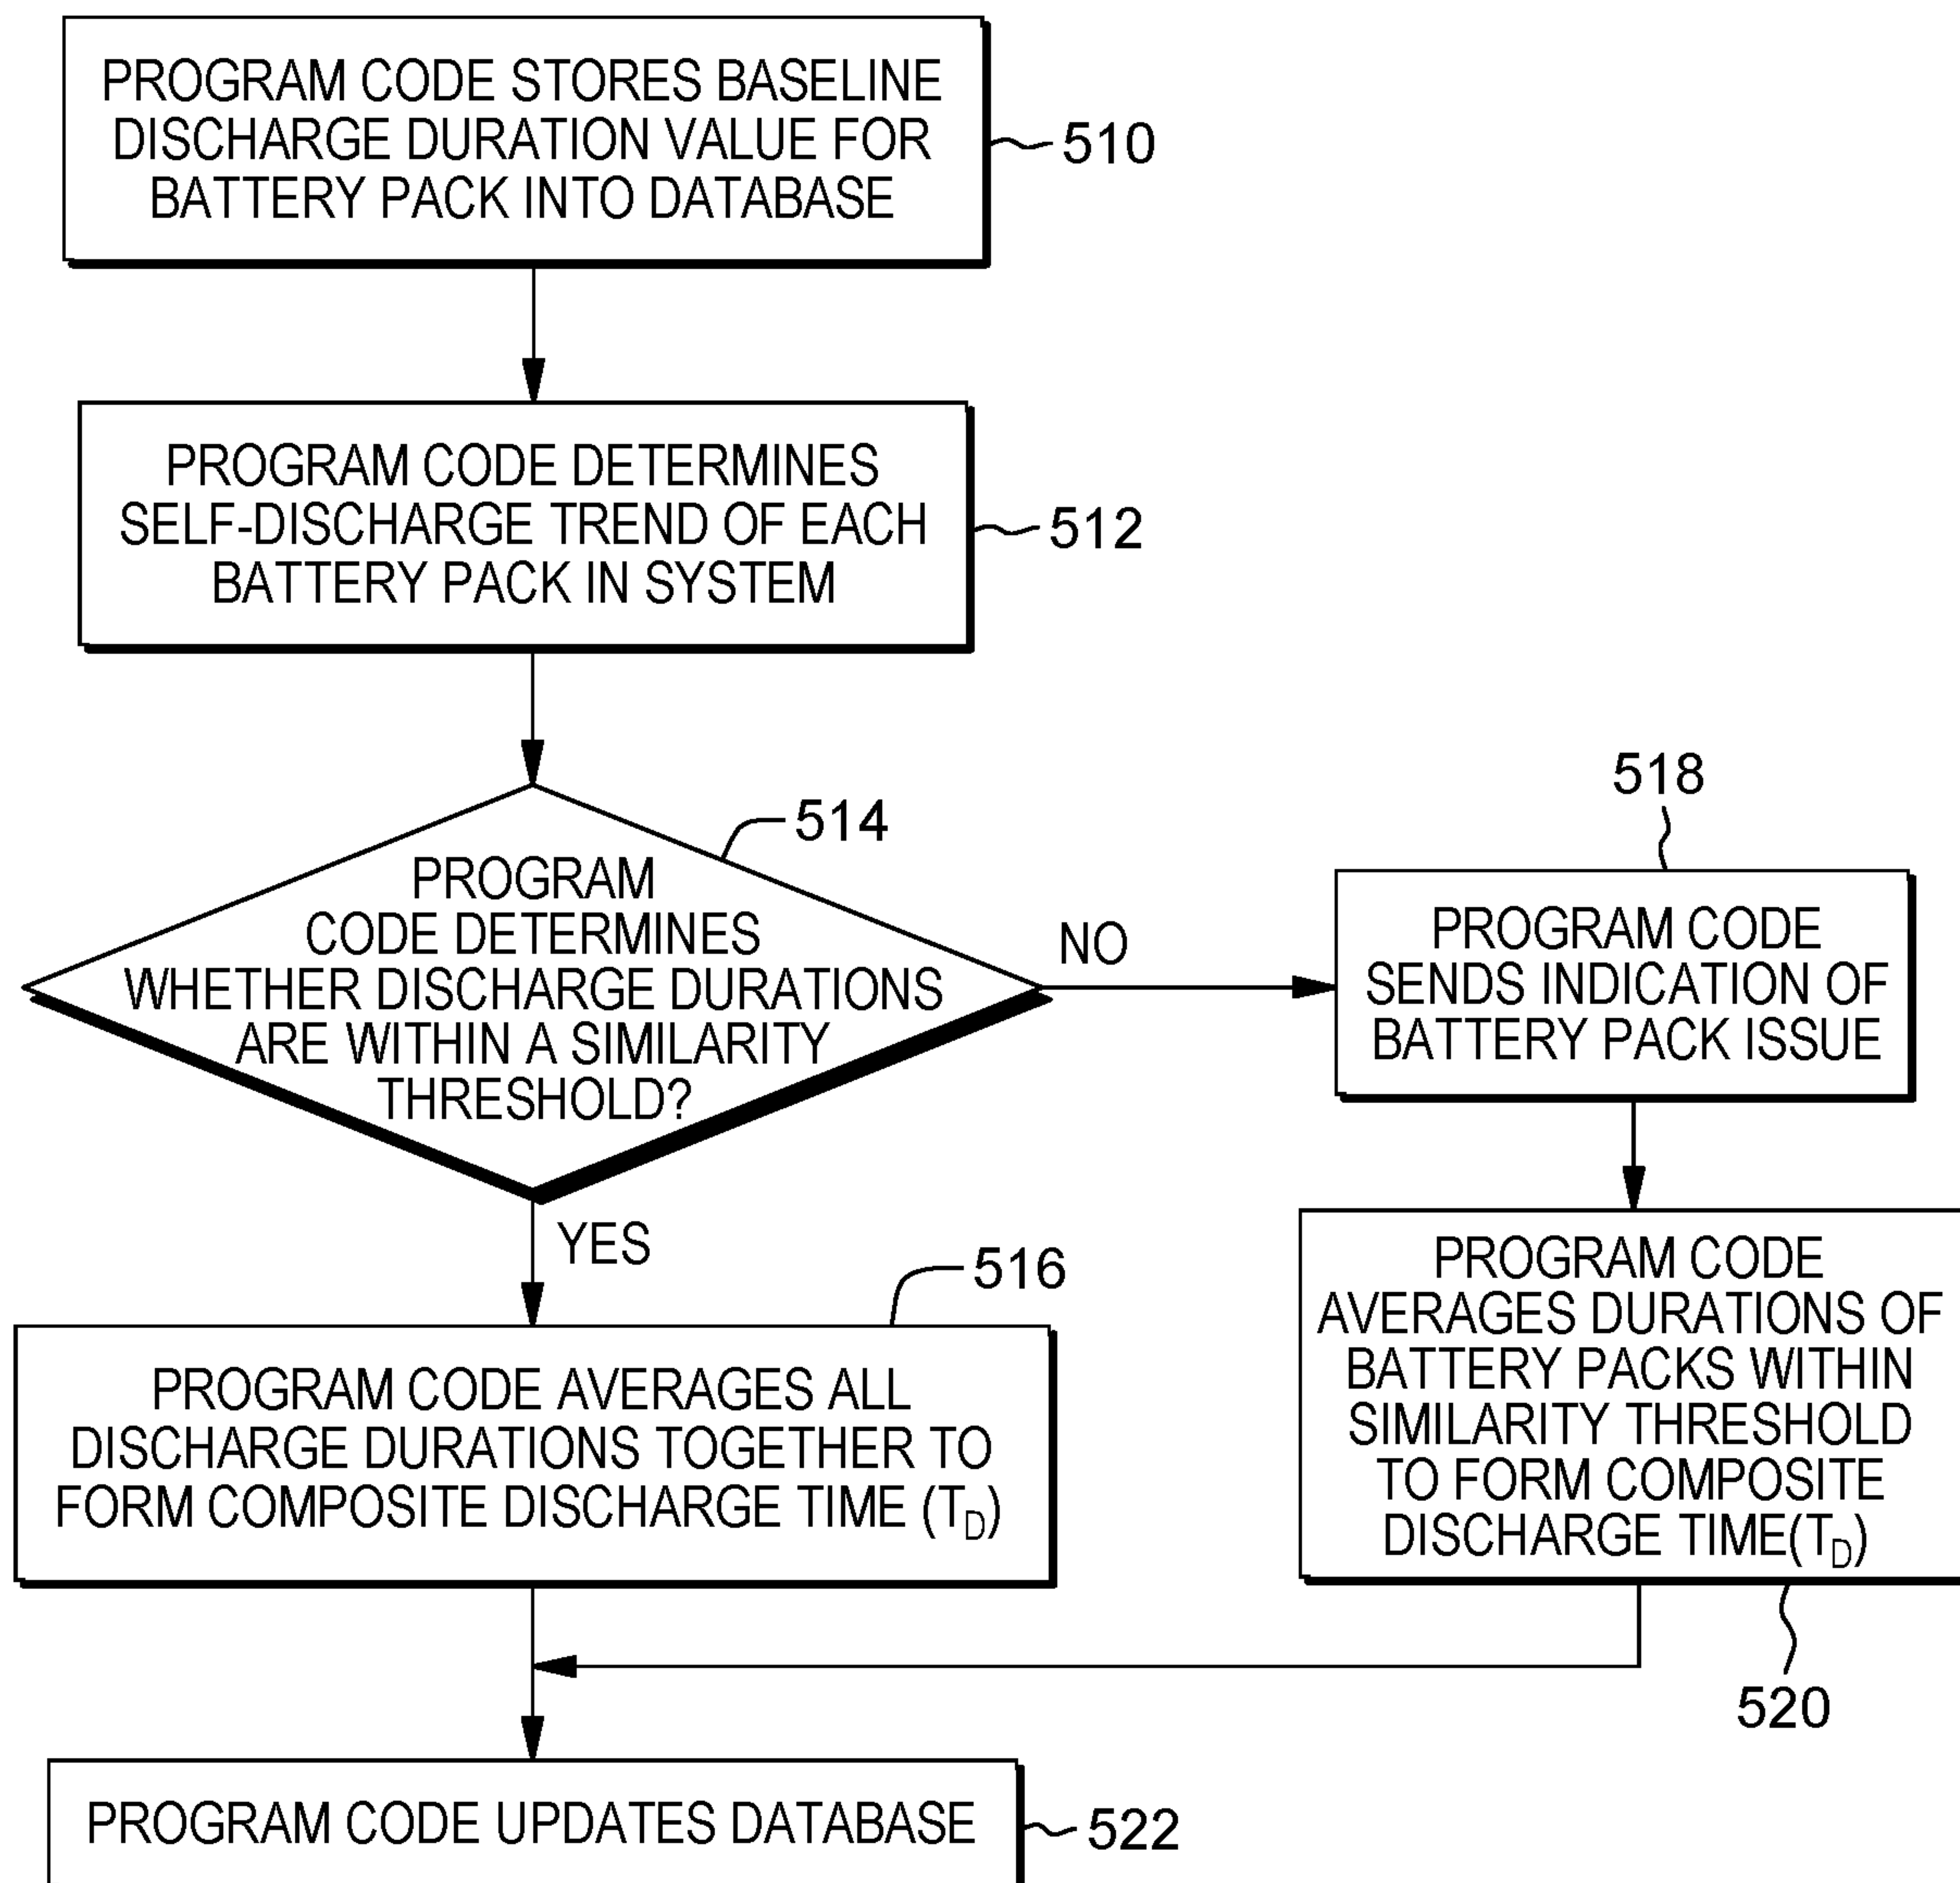 PROGRAM CODE STORES BASELINE
DISCHARGE DURATION VALUE FOR
BATTERY PACK INTO DATABASE
510
PROGRAM CODE DETERMINES
SELF-DISCHARGE TREND OF EACH
BATTERY PACK IN SYSTEM
512
514
PROGRAM
CODE DETERMINES
WHETHER DISCHARGE DURATIONS
ARE WITHIN A SIMILARITY
THRESHOLD?
NO
518
PROGRAM CODE
SENDS INDICATION OF
BATTERY PACK ISSUE
YES
516
PROGRAM CODE AVERAGES ALL
DISCHARGE DURATIONS TOGETHER TO
FORM COMPOSITE DISCHARGE TIME (TD)
PROGRAM CODE
AVERAGES DURATIONS OF
BATTERY PACKS WITHIN
SIMILARITY THRESHOLD
TO FORM COMPOSITE
DISCHARGE TIME(TD)
520
PROGRAM CODE UPDATES DATABASE
522